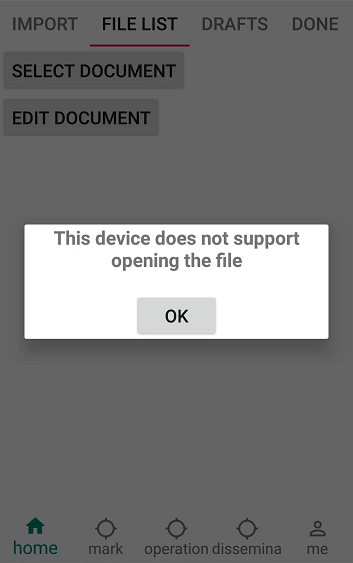 IMPORT FILE LIST DRAFTS DONE
SELECT DOCUMENT
EDIT DOCUMENT
This device does not support
opening the file
OK
home mark operation dissemina me